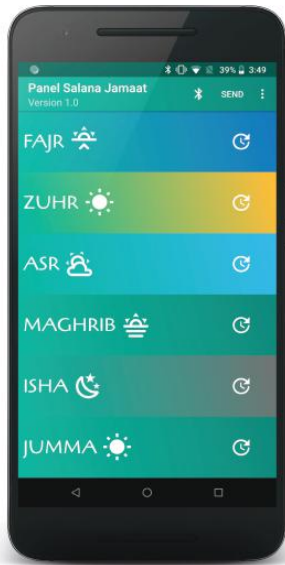 39% 3:49
Panel Salana Jamaat
Version 1.0
SEND
FAJR
ZUHR
ASR
MAGHRIB
ISHA
JUMMA